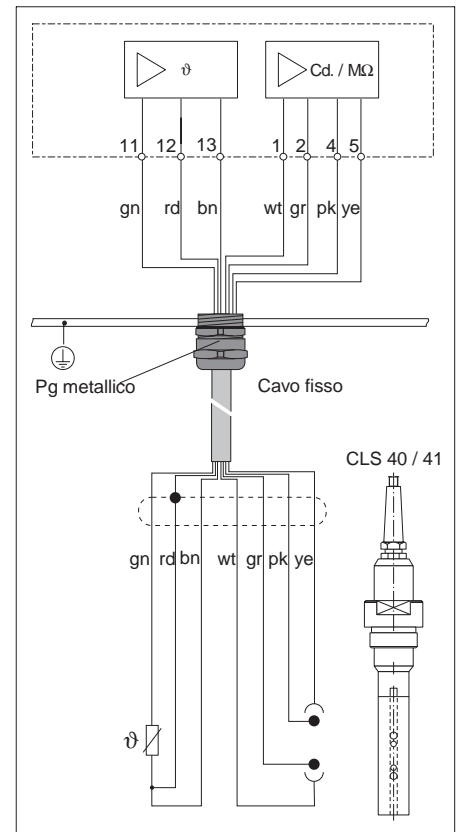 ϑ Cd. / MΩ
11 12 13 1 2 4 5
gn rd bn wt gr pk ye
Pg metallico
Cavo fisso
CLS 40 / 41
gn rd bn wt gr pk ye
ϑ